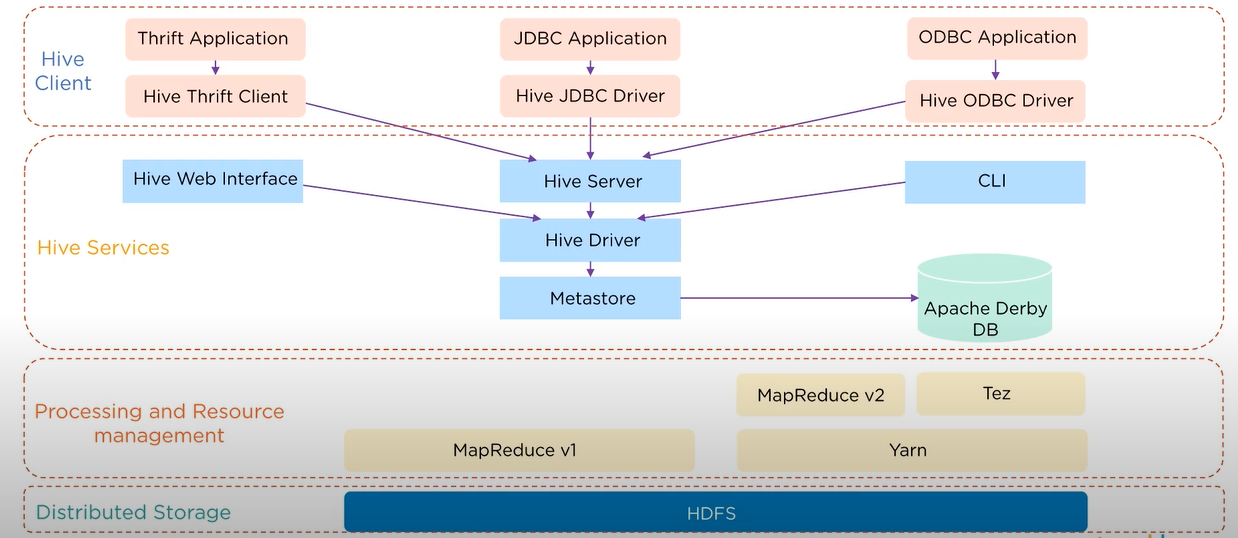 Thrift Application
JDBC Application
ODBC Application
Hive
Client
Hive Thrift Client
Hive JDBC Driver
Hive ODBC Driver
Hive Web Interface
Hive Server
CLI
Hive Services
Hive Driver
Metastore
Apache Derby
DB
Processing and Resource
management
MapReduce v2
Tez
MapReduce v1
Yarn
Distributed Storage
HDFS